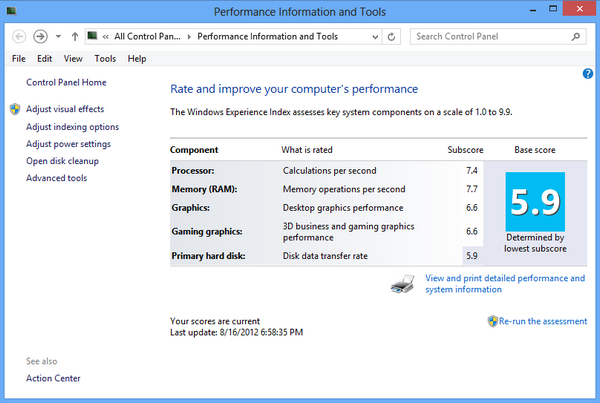 Performance Information and Tools
« All Control Pan... › Performance Information and Tools
Search Control Panel
File Edit View Tools Help
Control Panel Home
Adjust visual effects
Adjust indexing options
Adjust power settings
Open disk cleanup
Advanced tools
See also
Action Center
Rate and improve your computer's performance
The Windows Experience Index assesses key system components on a scale of 1.0 to 9.9.
Component What is rated Subscore Base score
Processor: Calculations per second 7.4
Memory (RAM): Memory operations per second 7.7
Graphics: Desktop graphics performance 6.6
Gaming graphics: 3D business and gaming graphics 6.6
performance
Primary hard disk: Disk data transfer rate 5.9
5.9
Determined by
lowest subscore
View and print detailed performance and
system information
Your scores are current
Last update: 8/16/2012 6:58:35 PM
Re-run the assessment